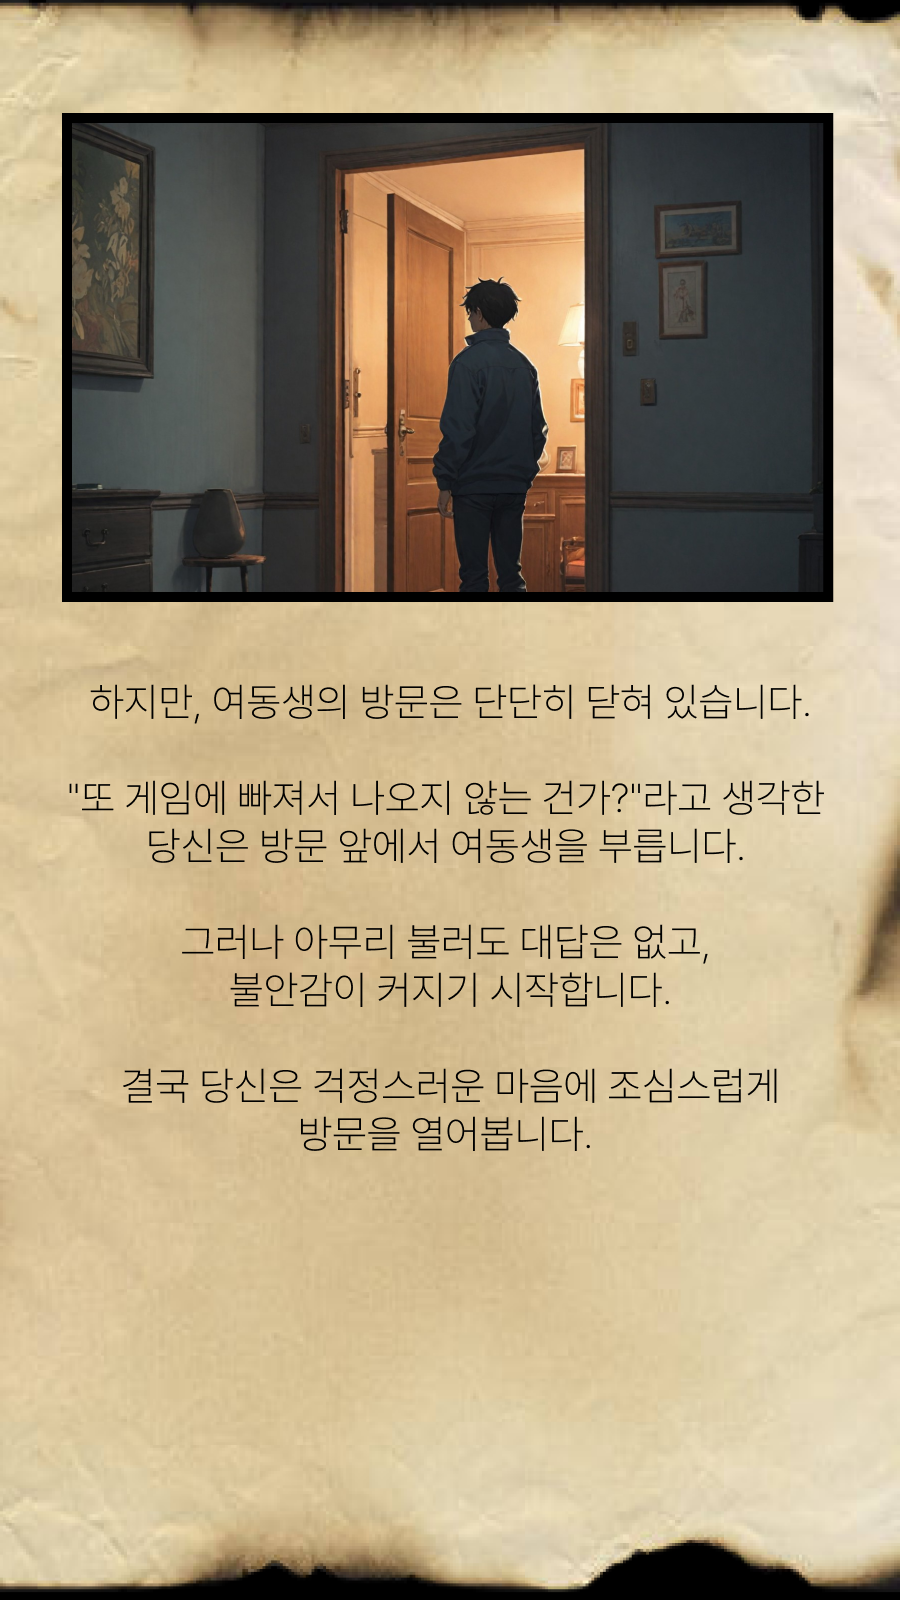 하지만, 여동생의 방문은 단단히 닫혀 있습니다.
"또 게임에 빠져서 나오지 않는 건가?"라고 생각한
당신은 방문 앞에서 여동생을 부릅니다.
그러나 아무리 불러도 대답은 없고,
불안감이 커지기 시작합니다.
결국 당신은 걱정스러운 마음에 조심스럽게
방문을 열어봅니다.